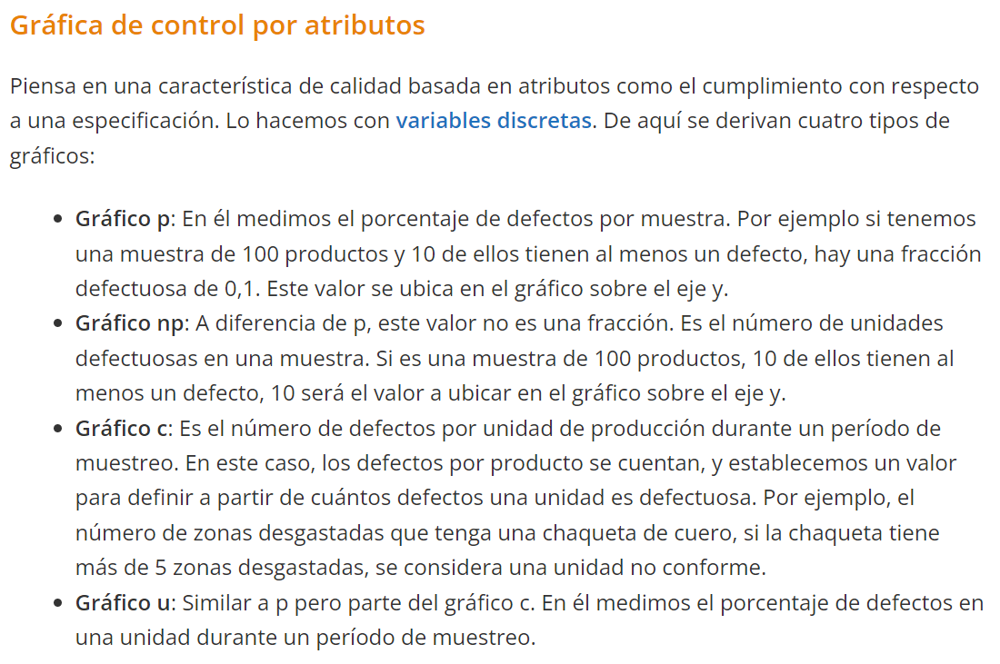 Gráfica de control por atributos
Piensa en una característica de calidad basada en atributos como el cumplimiento con respecto
a una especificación. Lo hacemos con variables discretas. De aquí se derivan cuatro tipos de
gráficos:
• Gráfico p: En él medimos el porcentaje de defectos por muestra. Por ejemplo si tenemos
una muestra de 100 productos y 10 de ellos tienen al menos un defecto, hay una fracción
defectuosa de 0,1. Este valor se ubica en el gráfico sobre el eje y.
• Gráfico np: A diferencia de p, este valor no es una fracción. Es el número de unidades
defectuosas en una muestra. Si es una muestra de 100 productos, 10 de ellos tienen al
menos un defecto, 10 será el valor a ubicar en el gráfico sobre el eje y.
• Gráfico c: Es el número de defectos por unidad de producción durante un período de
muestreo. En este caso, los defectos por producto se cuentan, y establecemos un valor
para definir a partir de cuántos defectos una unidad es defectuosa. Por ejemplo, el
número de zonas desgastadas que tenga una chaqueta de cuero, si la chaqueta tiene
más de 5 zonas desgastadas, se considera una unidad no conforme.
• Gráfico u: Similar a p pero parte del gráfico c. En él medimos el porcentaje de defectos en
una unidad durante un período de muestreo.